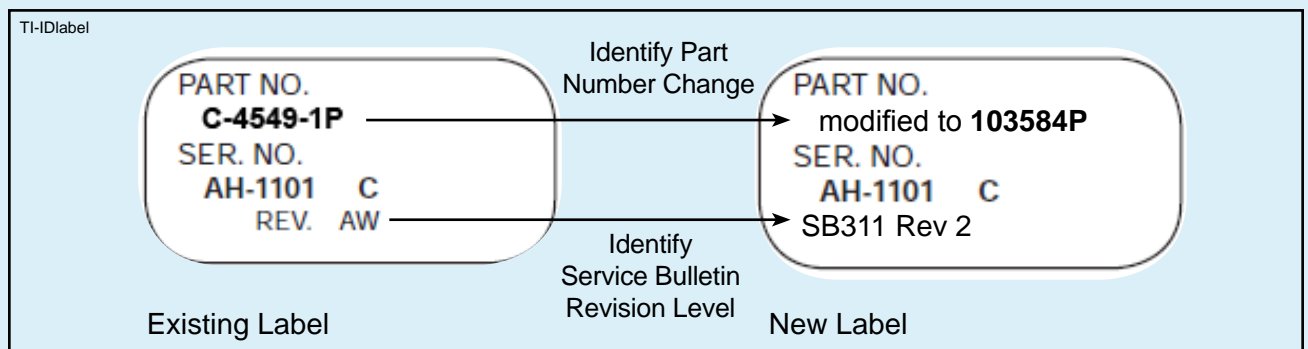 TI-IDlabel
PART NO.
C-4549-1P
SER. NO.
AH-1101 C
REV. AW
Existing Label
Identify Part
Number Change
Identify
Service Bulletin
Revision Level
PART NO.
modified to 103584P
SER. NO.
AH-1101 C
SB311 Rev 2
New Label